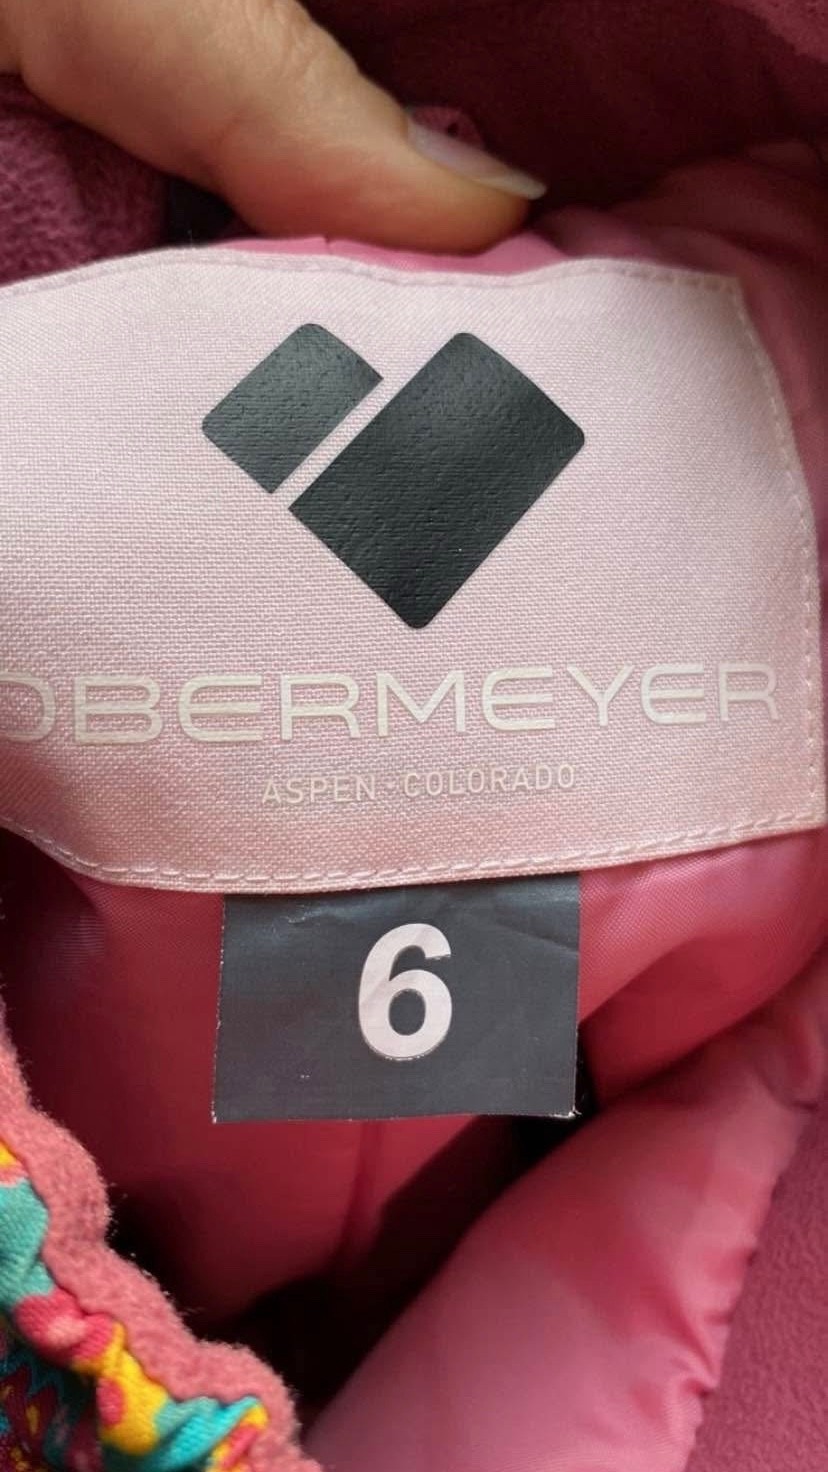 OBERMEYER
ASPEN · COLORADO
6